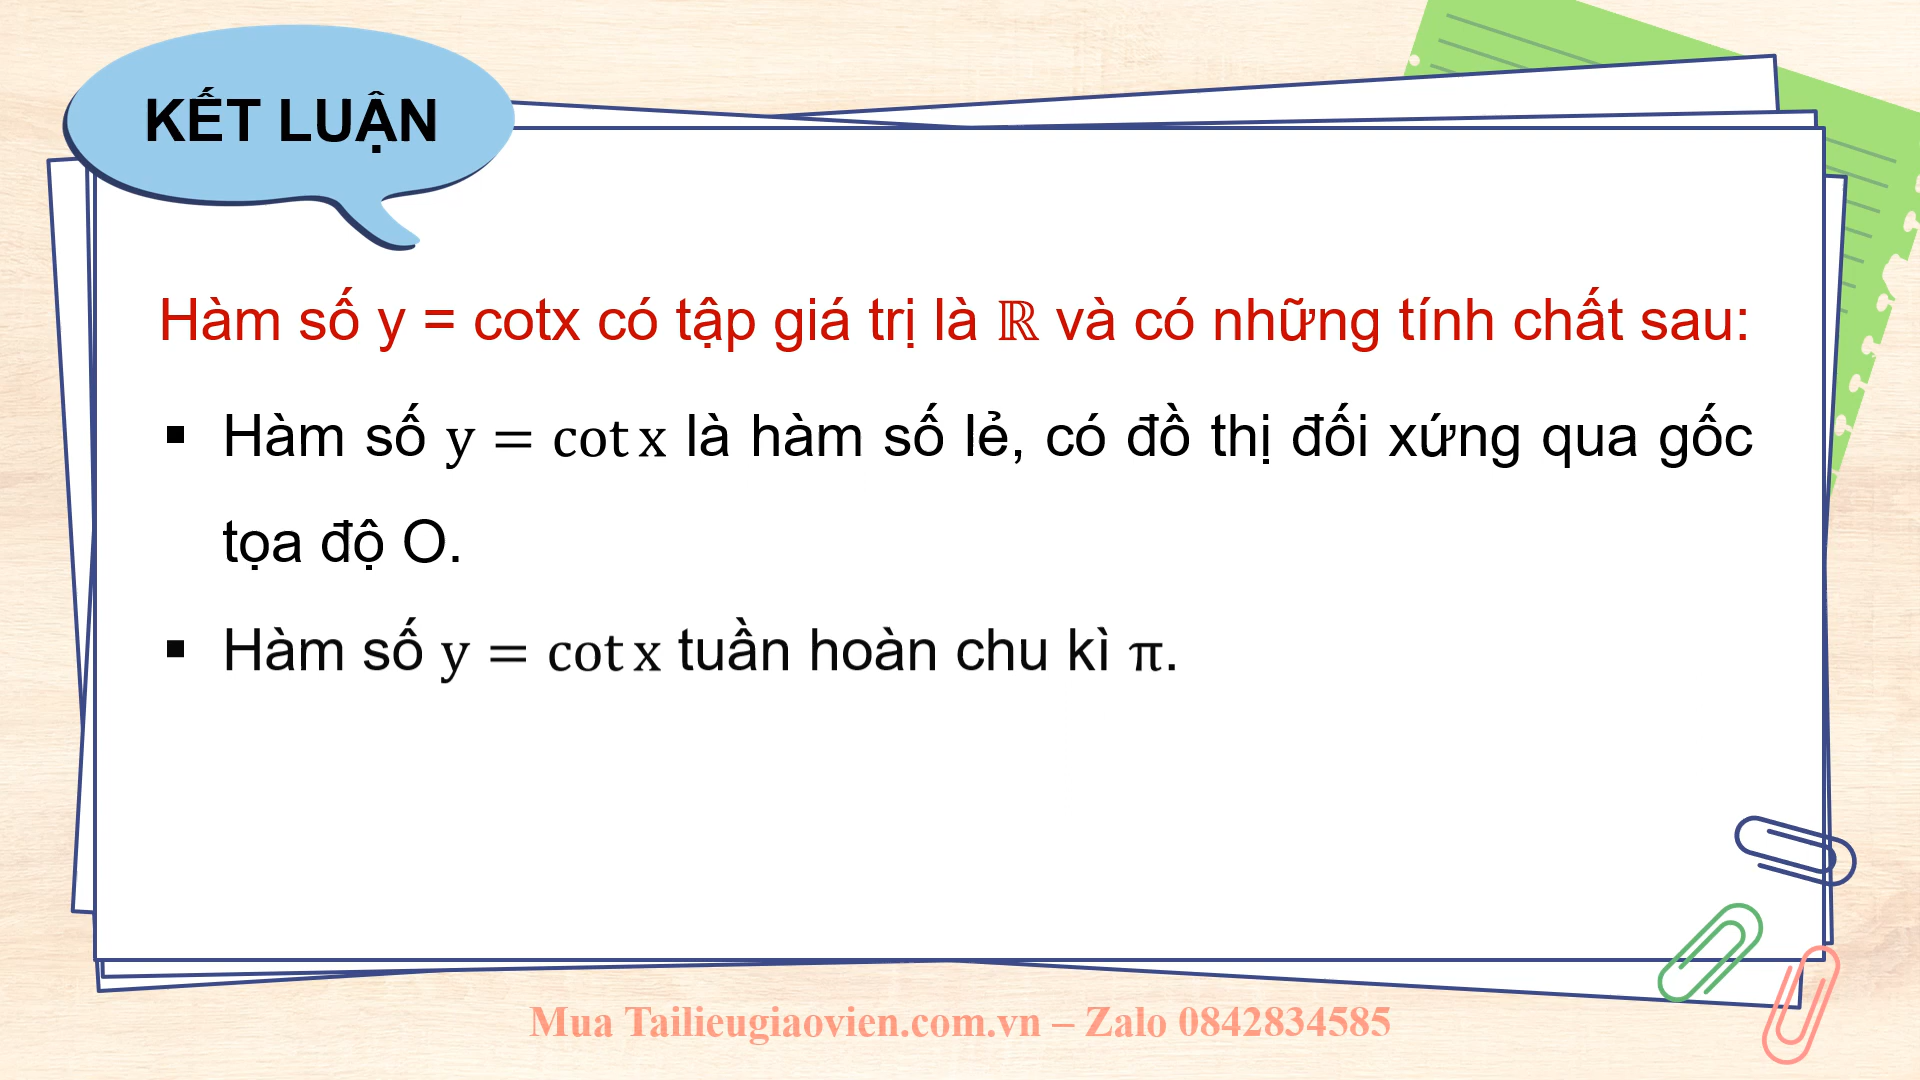 KẾT LUẬN
Hàm số y = cotx có tập giá trị là ℝ và có những tính chất sau:
▪ Hàm số y = cot x là hàm số lẻ, có đồ thị đối xứng qua gốc
tọa độ O.
▪ Hàm số y = cot x tuần hoàn chu kì π.
Mua Tailieugiaovien.com.vn – Zalo 0842834585